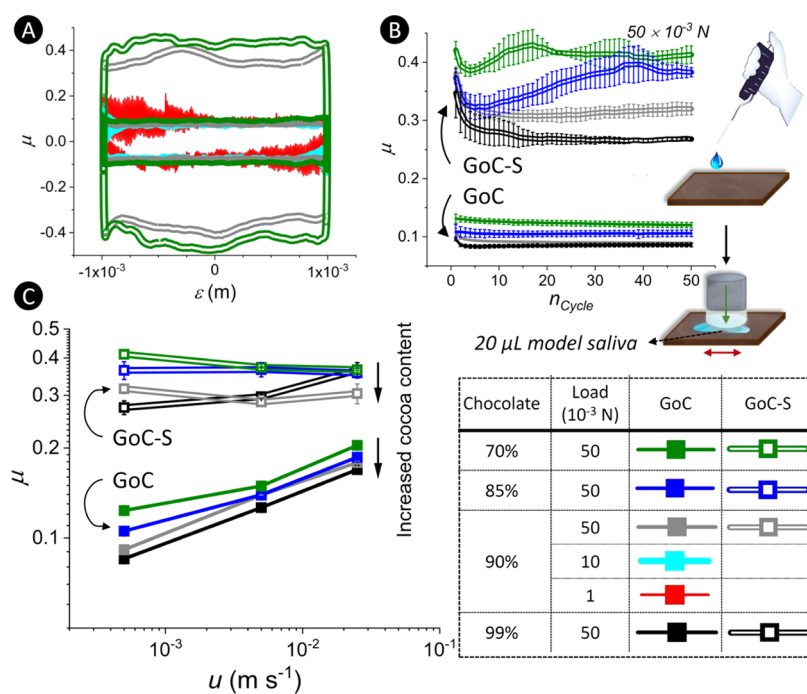 A
0.4
0.2
0.0
-0.2
-0.4
μ
-1x10⁻³
0
1x10⁻³
ε (m)
B
50 × 10⁻³ N
0.4
0.3
0.2
0.1
μ
GoC-S
GoC
0
10
20
30
40
50
n_Cycle
20 μL model saliva
C
0.5
0.4
0.3
0.2
0.1
μ
GoC-S
GoC
Increased cocoa content
10⁻³
10⁻²
10⁻¹
u (m s⁻¹)
Chocolate Load (10⁻³ N) GoC GoC-S
70% 50
85% 50
90% 50
10
1
99% 50